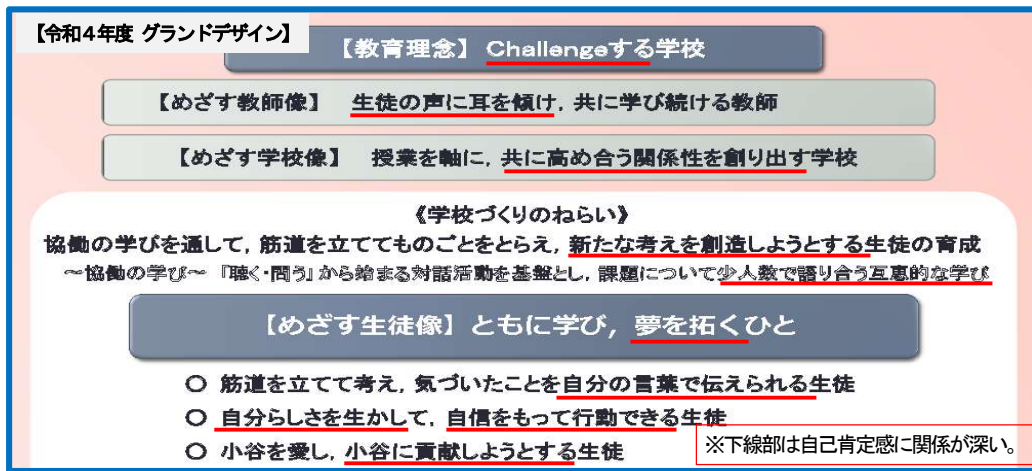 【令和4年度 グランドデザイン】
【教育理念】 Challengeする学校
【めざす教師像】 生徒の声に耳を傾け，共に学び続ける教師
【めざす学校像】 授業を軸に，共に高め合う関係性を創り出す学校
《学校づくりのねらい》
協働の学びを通して，筋道を立ててものごとをとらえ，新たな考えを創造しようとする生徒の育成
～協働の学び～ 『聴く・問う』から始まる対話活動を基盤とし，課題について少人数で語り合う互恵的な学び
【めざす生徒像】ともに学び，夢を拓くひと
○ 筋道を立てて考え，気づいたことを自分の言葉で伝えられる生徒
○ 自分らしさを生かして，自信をもって行動できる生徒
○ 小谷を愛し，小谷に貢献しようとする生徒
※下線部は自己肯定感に関係が深い。